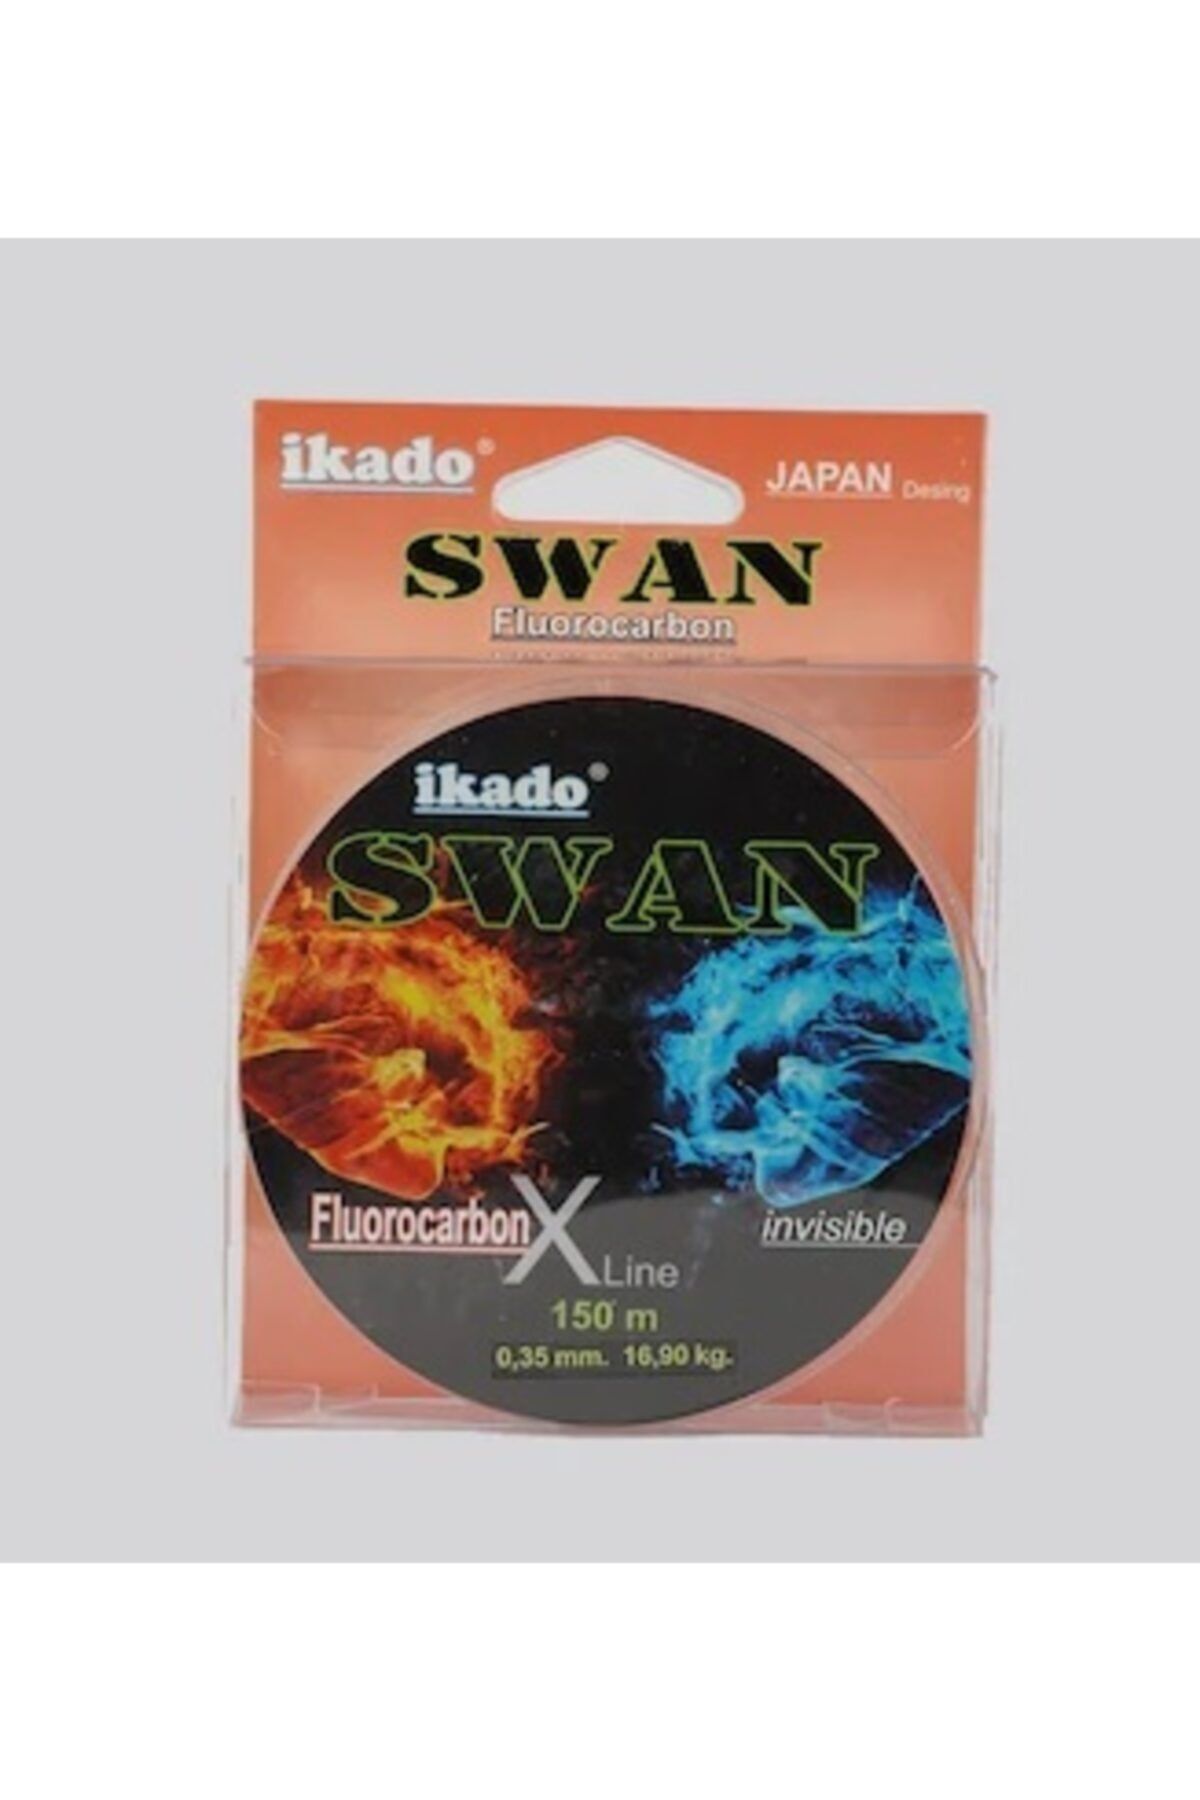 ikado®
JAPAN Desing
SWAN
Fluorocarbon
ikado®
SWAN
Fluorocarbon X Line
invisible
150 m
0,35 mm. 16,90 kg.